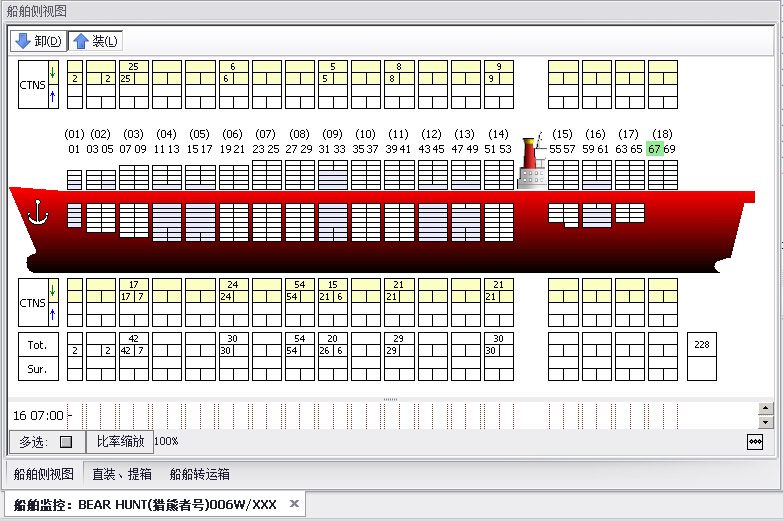 船舶侧视图
卸(D) 装(L)
25 6 5 8 9
CTNS 2 2 25 6 5 8 9
(01) (02) (03) (04) (05) (06) (07) (08) (09) (10) (11) (12) (13) (14) (15) (16) (17) (18)
01 03 05 07 09 11 13 15 17 19 21 23 25 27 29 31 33 35 37 39 41 43 45 47 49 51 53 55 57 59 61 63 65 67 69
17 24 54 15 21 21
CTNS 17 7 24 54 21 6 21 21
Tot. 42 30 54 20 29 30 228
2 2 42 7 30 54 26 6 29 30
Sur.
16 07:00
多选: 比率缩放 100%
船舶侧视图 直装、提箱 船舶转运箱
船舶监控: BEAR HUNT(猎熊者号)006W/XXX